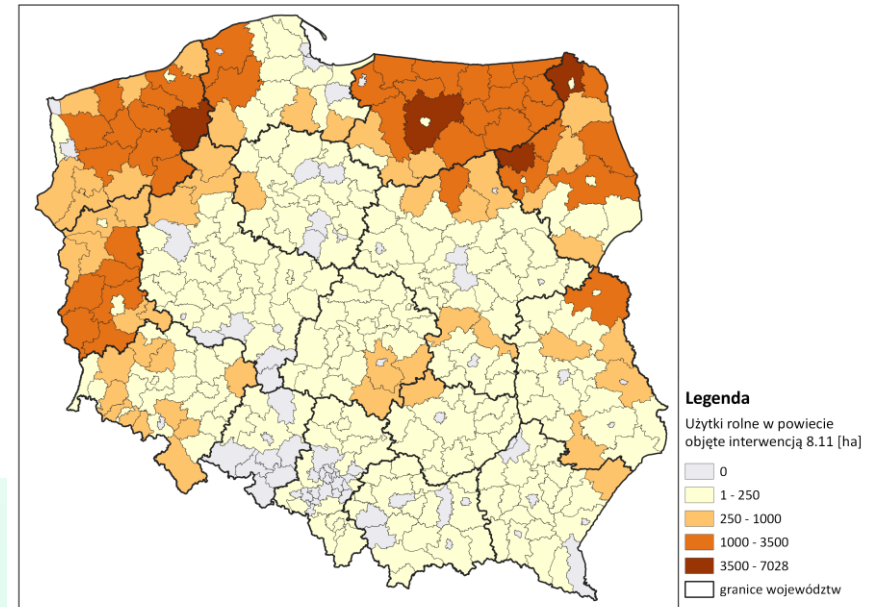 Legenda
Użytki rolne w powiecie
objęte interwencją 8.11 [ha]
0
1 - 250
250 - 1000
1000 - 3500
3500 - 7028
granice województw